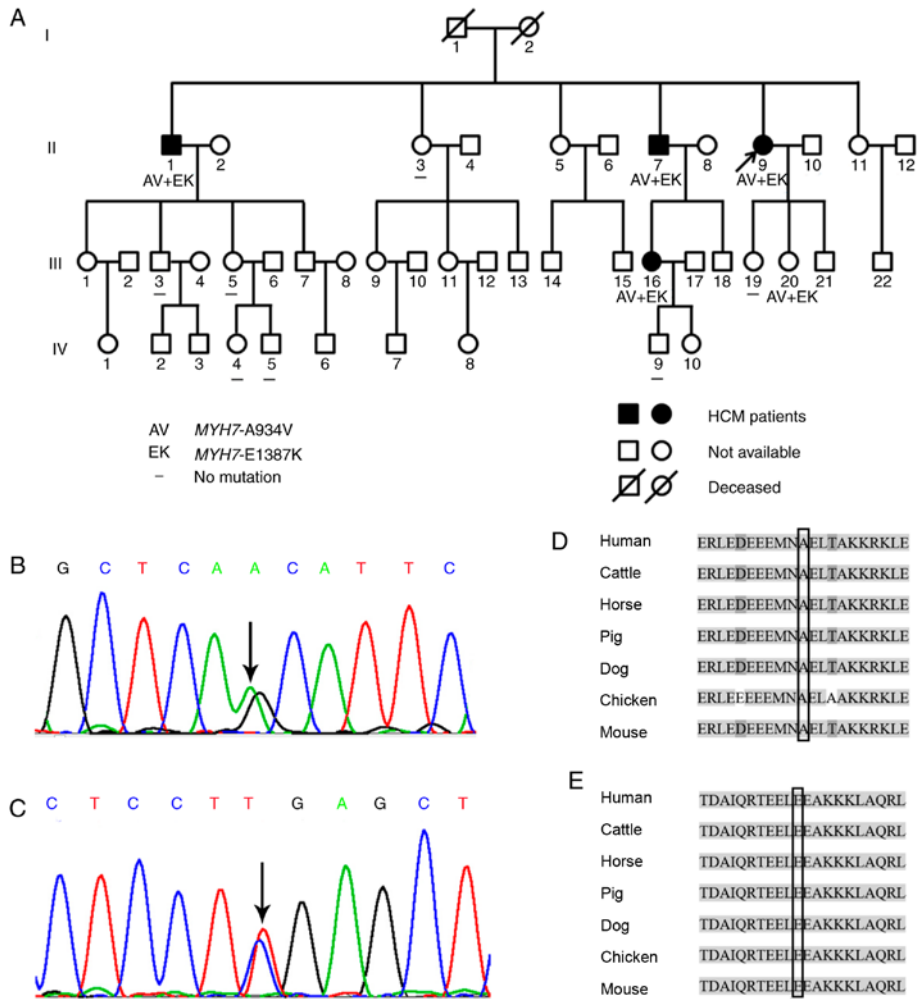 A
I
1 2
II
1 2 3 4 5 6 7 8 9 10 11 12
AV+EK – AV+EK AV+EK
III
1 2 3 4 5 6 7 8 9 10 11 12 13 14 15 16 17 18 19 20 21 22
– – AV+EK – AV+EK
IV
1 2 3 4 5 6 7 8 9 10
– – –
AV MYH7-A934V
EK MYH7-E1387K
– No mutation
HCM patients
Not available
Deceased
B
G C T C A A C A T T C
C
C T C C T T G A G C T
D
Human ERLEDEEEMNAELTAKKRKLE
Cattle ERLEDEEEMNAELTAKKRKLE
Horse ERLEDEEEMNAELTAKKRKLE
Pig ERLEDEEEMNAELTAKKRKLE
Dog ERLEDEEEMNAELTAKKRKLE
Chicken ERLEEEEEMNAELAAKKRKLE
Mouse ERLEDEEEMNAELTAKKRKLE
E
Human TDAIQRTEELEEAKKKLAQRL
Cattle TDAIQRTEELEEAKKKLAQRL
Horse TDAIQRTEELEEAKKKLAQRL
Pig TDAIQRTEELEEAKKKLAQRL
Dog TDAIQRTEELEEAKKKLAQRL
Chicken TDAIQRTEELEEAKKKLAQRL
Mouse TDAIQRTEELEEAKKKLAQRL